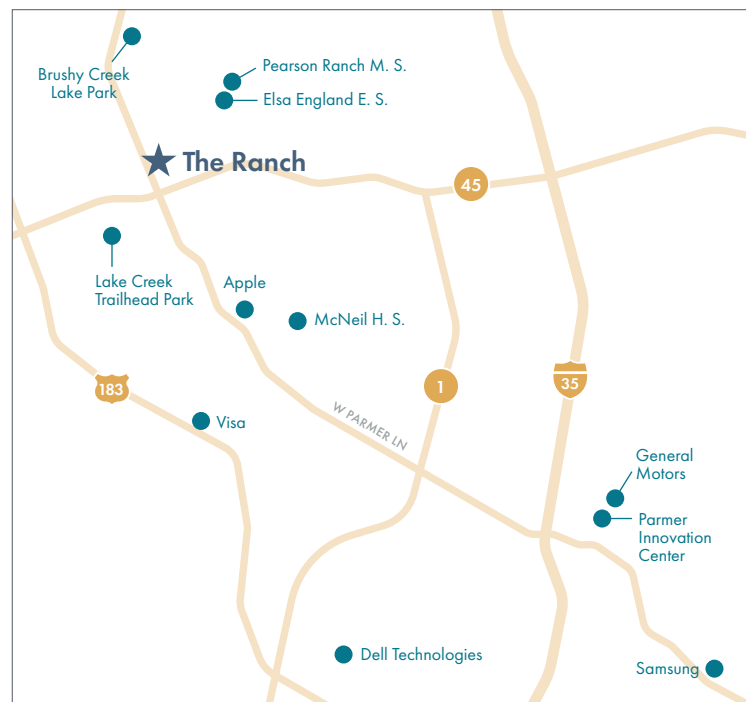 Brushy Creek
Lake Park
Pearson Ranch M. S.
Elsa England E. S.
The Ranch
45
Lake Creek
Trailhead Park
Apple
McNeil H. S.
183
1
35
W PARMER LN
Visa
General
Motors
Parmer
Innovation
Center
Dell Technologies
Samsung